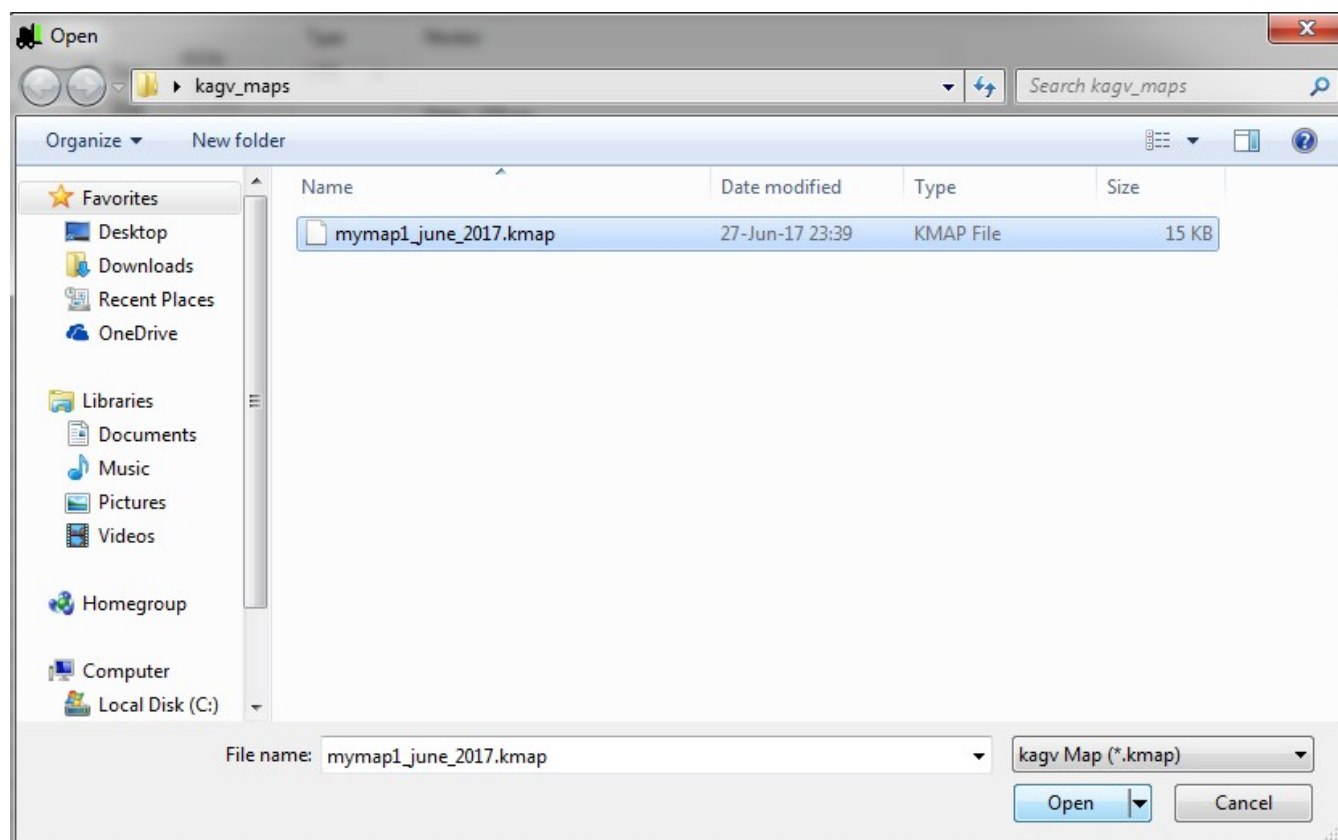 Open
kagv_maps
Search kagv_maps
Organize
New folder
Name
Date modified
Type
Size
mymap1_june_2017.kmap
27-Jun-17 23:39
KMAP File
15 KB
Favorites
Desktop
Downloads
Recent Places
OneDrive
Libraries
Documents
Music
Pictures
Videos
Homegroup
Computer
Local Disk (C:)
File name:
mymap1_june_2017.kmap
kagv Map (*.kmap)
Open
Cancel